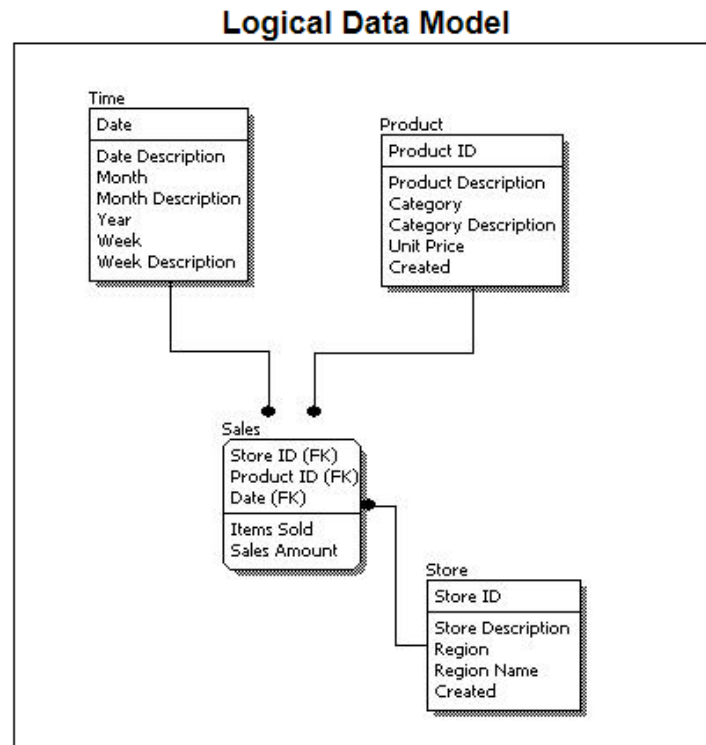 Logical Data Model
Time
Date
Date Description
Month
Month Description
Year
Week
Week Description
Product
Product ID
Product Description
Category
Category Description
Unit Price
Created
Sales
Store ID (FK)
Product ID (FK)
Date (FK)
Items Sold
Sales Amount
Store
Store ID
Store Description
Region
Region Name
Created